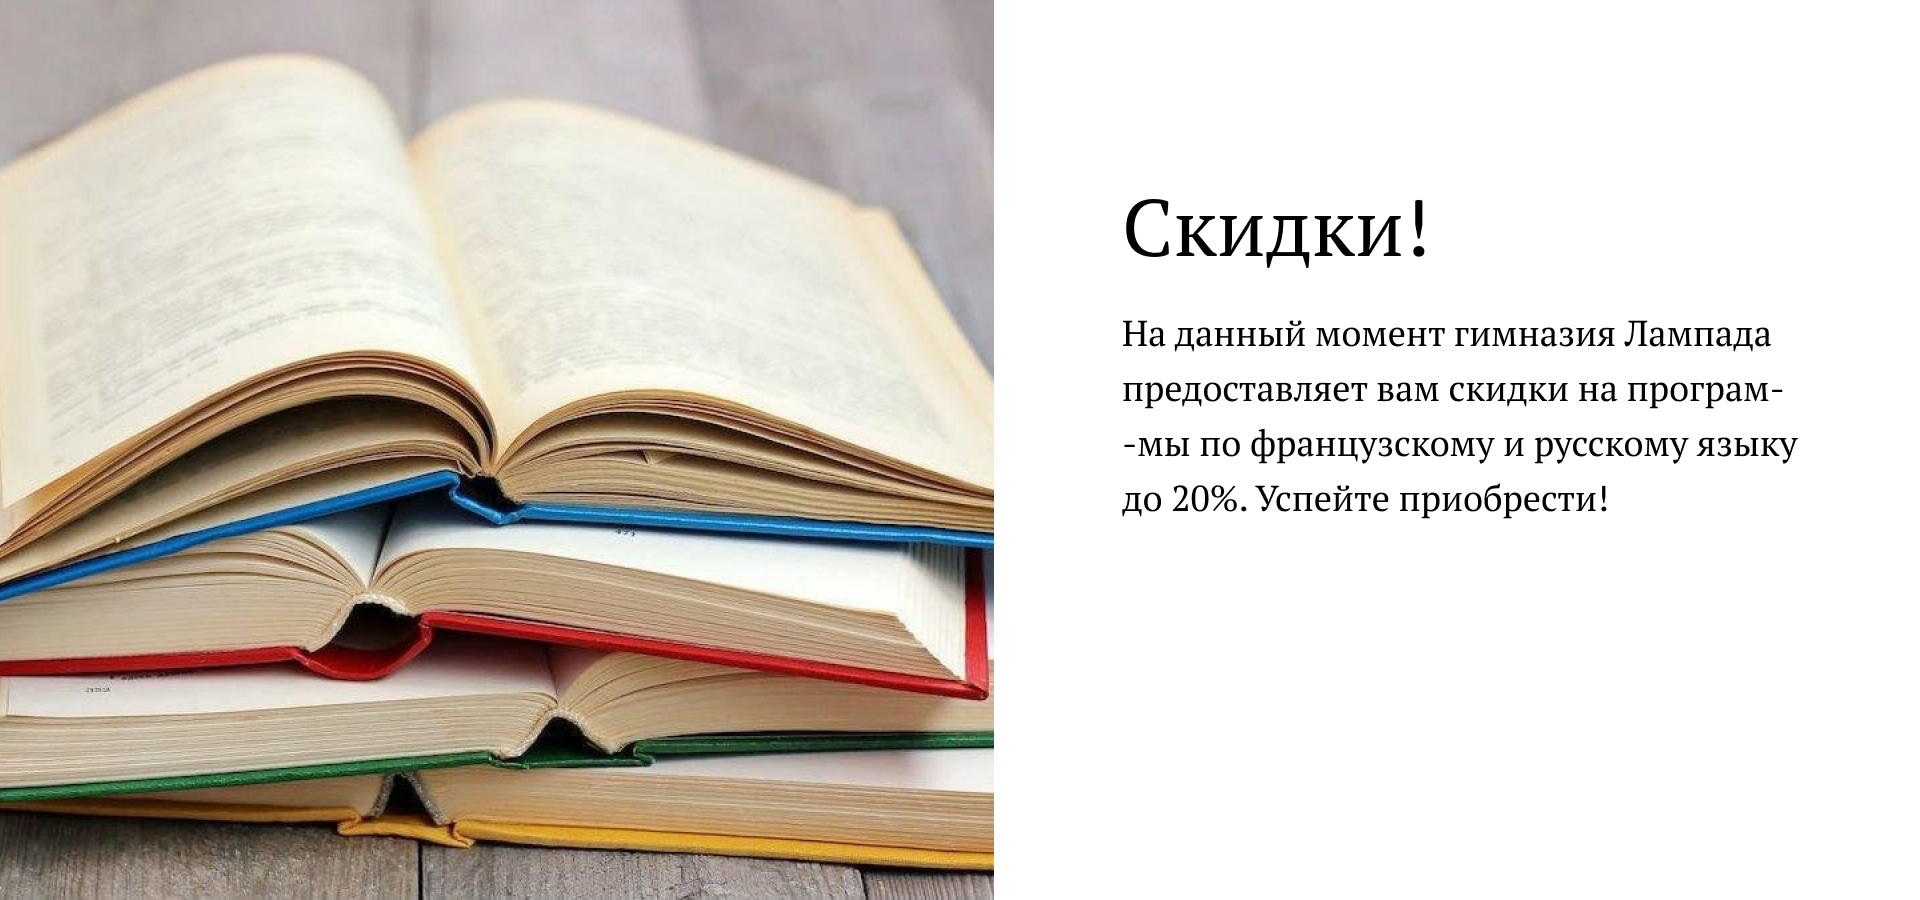 Скидки!
На данный момент гимназия Лампада
предоставляет вам скидки на програм-
-мы по французскому и русскому языку
до 20%. Успейте приобрести!